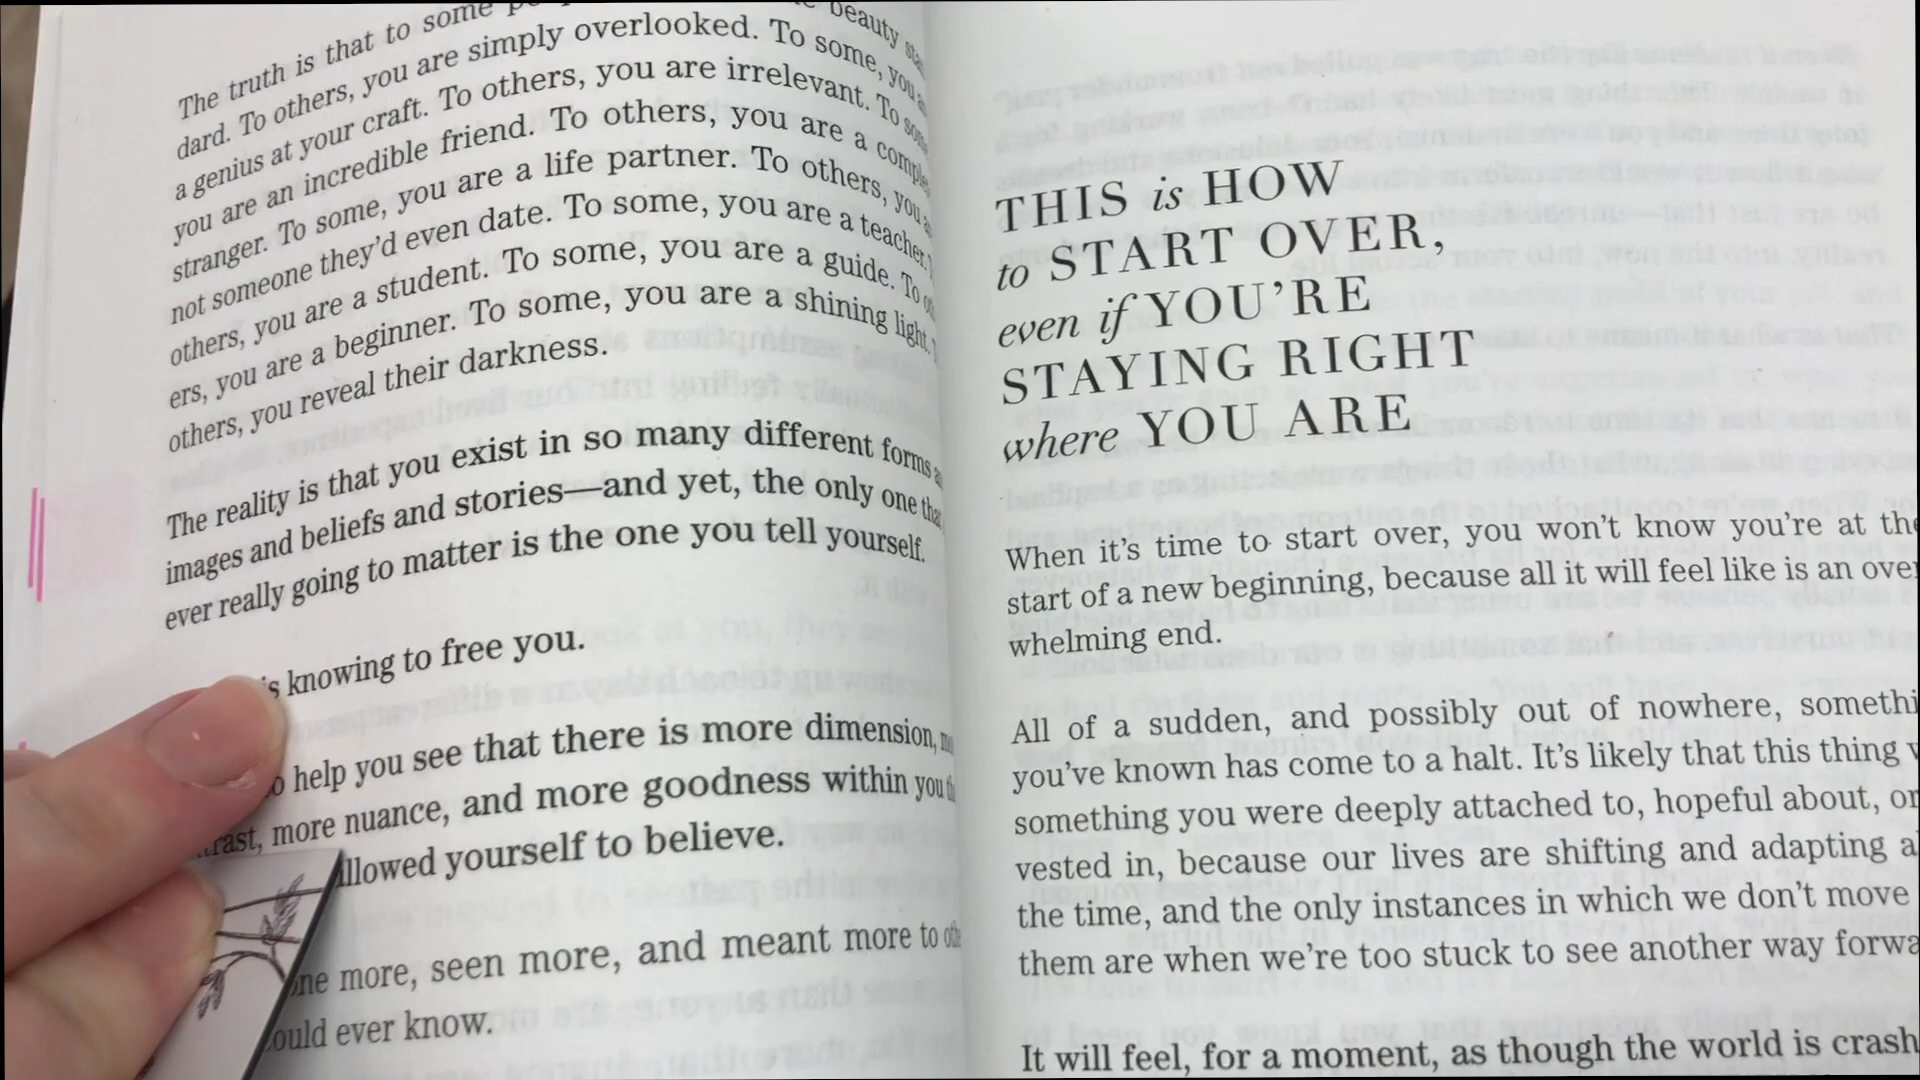 The truth is that to some beauty
dard. To others, you are simply overlooked. To some, you
a genius at your craft. To others, you are irrelevant. To
you are an incredible friend. To others, you are a
stranger. To some, you are a life partner. To others, you
not someone they'd even date. To some, you are a teacher.
others, you are a student. To some, you are a guide. To
ers, you are a beginner. To some, you are a shining light.
others, you reveal their darkness.
The reality is that you exist in so many different forms
images and beliefs and stories—and yet, the only one
ever really going to matter is the one you tell yourself.
knowing to free you.
help you see that there is more dimension,
more nuance, and more goodness within you
yourself to believe.
more, seen more, and meant more to
ever know.
THIS is HOW
to START OVER,
even if YOU'RE
STAYING RIGHT
where YOU ARE
When it's time to start over, you won't know you're at the
start of a new beginning, because all it will feel like is an over
whelming end.
All of a sudden, and possibly out of nowhere, somethi
you've known has come to a halt. It's likely that this thing
something you were deeply attached to, hopeful about, or
vested in, because our lives are shifting and adapting a
the time, and the only instances in which we don't move
them are when we're too stuck to see another way forwa
It will feel, for a moment, as though the world is crash